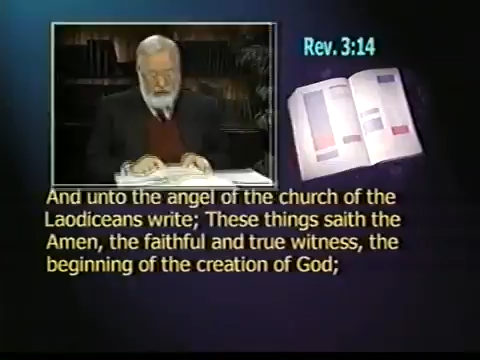 Rev. 3:14
And unto the angel of the church of the
Laodiceans write; These things saith the
Amen, the faithful and true witness, the
beginning of the creation of God;